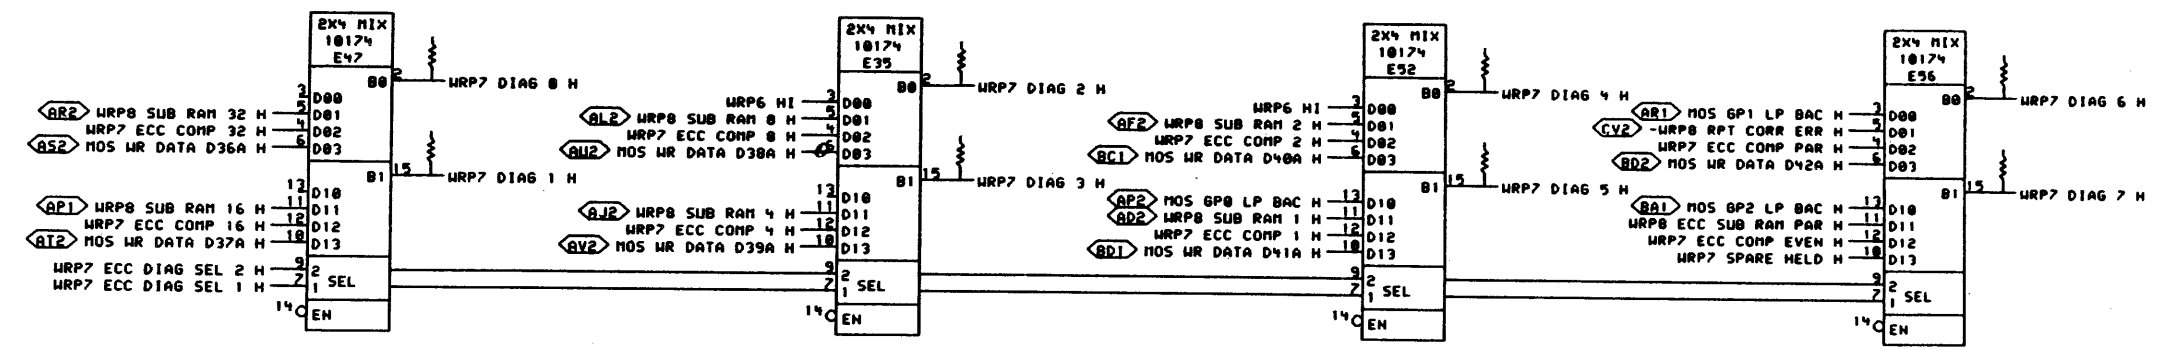 2X4 MIX
10174
E47
B0 2 WRP7 DIAG 0 H
3 D00
AR2 WRP8 SUB RAM 32 H 5 D01
WRP7 ECC COMP 32 H 4 D02
AS2 MOS WR DATA D36A H 6 D03
B1 15 WRP7 DIAG 1 H
13 D10
AP1 WRP8 SUB RAM 16 H 11 D11
WRP7 ECC COMP 16 H 12 D12
AT2 MOS WR DATA D37A H 10 D13
WRP7 ECC DIAG SEL 2 H 9 2
WRP7 ECC DIAG SEL 1 H 7 1 SEL
14 EN
2X4 MIX
10174
E35
B0 2 WRP7 DIAG 2 H
WRP6 HI 3 D00
AL2 WRP8 SUB RAM 8 H 5 D01
WRP7 ECC COMP 8 H 4 D02
AU2 MOS WR DATA D38A H 6 D03
B1 15 WRP7 DIAG 3 H
13 D10
AJ2 WRP8 SUB RAM 4 H 11 D11
WRP7 ECC COMP 4 H 12 D12
AV2 MOS WR DATA D39A H 10 D13
9 2
7 1 SEL
14 EN
2X4 MIX
10174
E52
B0 2 WRP7 DIAG 4 H
WRP6 HI 3 D00
AF2 WRP8 SUB RAM 2 H 5 D01
WRP7 ECC COMP 2 H 4 D02
BC1 MOS WR DATA D40A H 6 D03
B1 15 WRP7 DIAG 5 H
AP2 MOS GP0 LP BAC H 13 D10
AD2 WRP8 SUB RAM 1 H 11 D11
WRP7 ECC COMP 1 H 12 D12
BD1 MOS WR DATA D41A H 10 D13
9 2
7 1 SEL
14 EN
2X4 MIX
10174
E56
B0 2 WRP7 DIAG 6 H
AR1 MOS GP1 LP BAC H 3 D00
CV2 -WRP8 RPT CORR ERR H 5 D01
WRP7 ECC COMP PAR H 4 D02
BD2 MOS WR DATA D42A H 6 D03
B1 15 WRP7 DIAG 7 H
BA1 MOS GP2 LP BAC H 13 D10
WRP8 ECC SUB RAM PAR H 11 D11
WRP7 ECC COMP EVEN H 12 D12
WRP7 SPARE HELD H 10 D13
9 2
7 1 SEL
14 EN